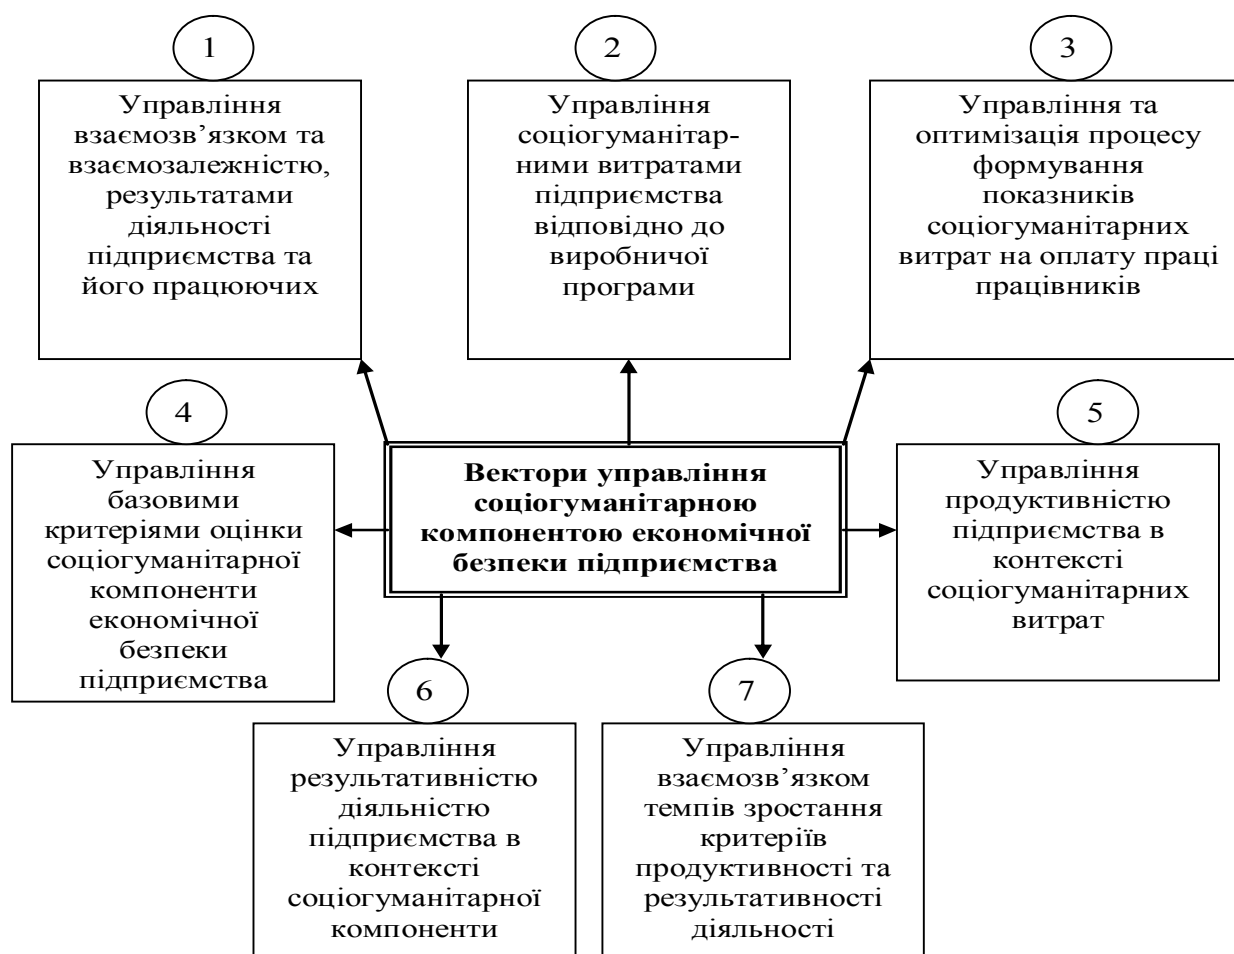 1
Управління
взаємозв’язком та
взаємозалежністю,
результатами
діяльності
підприємства та
його працюючих
2
Управління
соціогуманітар-
ними витратами
підприємства
відповідно до
виробничої
програми
3
Управління та
оптимізація процесу
формування
показників
соціогуманітарних
витрат на оплату праці
працівників
4
Управління
базовими
критеріями оцінки
соціогуманітарної
компоненти
економічної
безпеки
підприємства
Вектори управління
соціогуманітарною
компонентою економічної
безпеки підприємства
5
Управління
продуктивністю
підприємства в
контексті
соціогуманітарних
витрат
6
Управління
результативністю
діяльністю
підприємства в
контексті
соціогуманітарної
компоненти
7
Управління
взаємозв’язком
темпів зростання
критеріїв
продуктивності та
результативності
діяльності